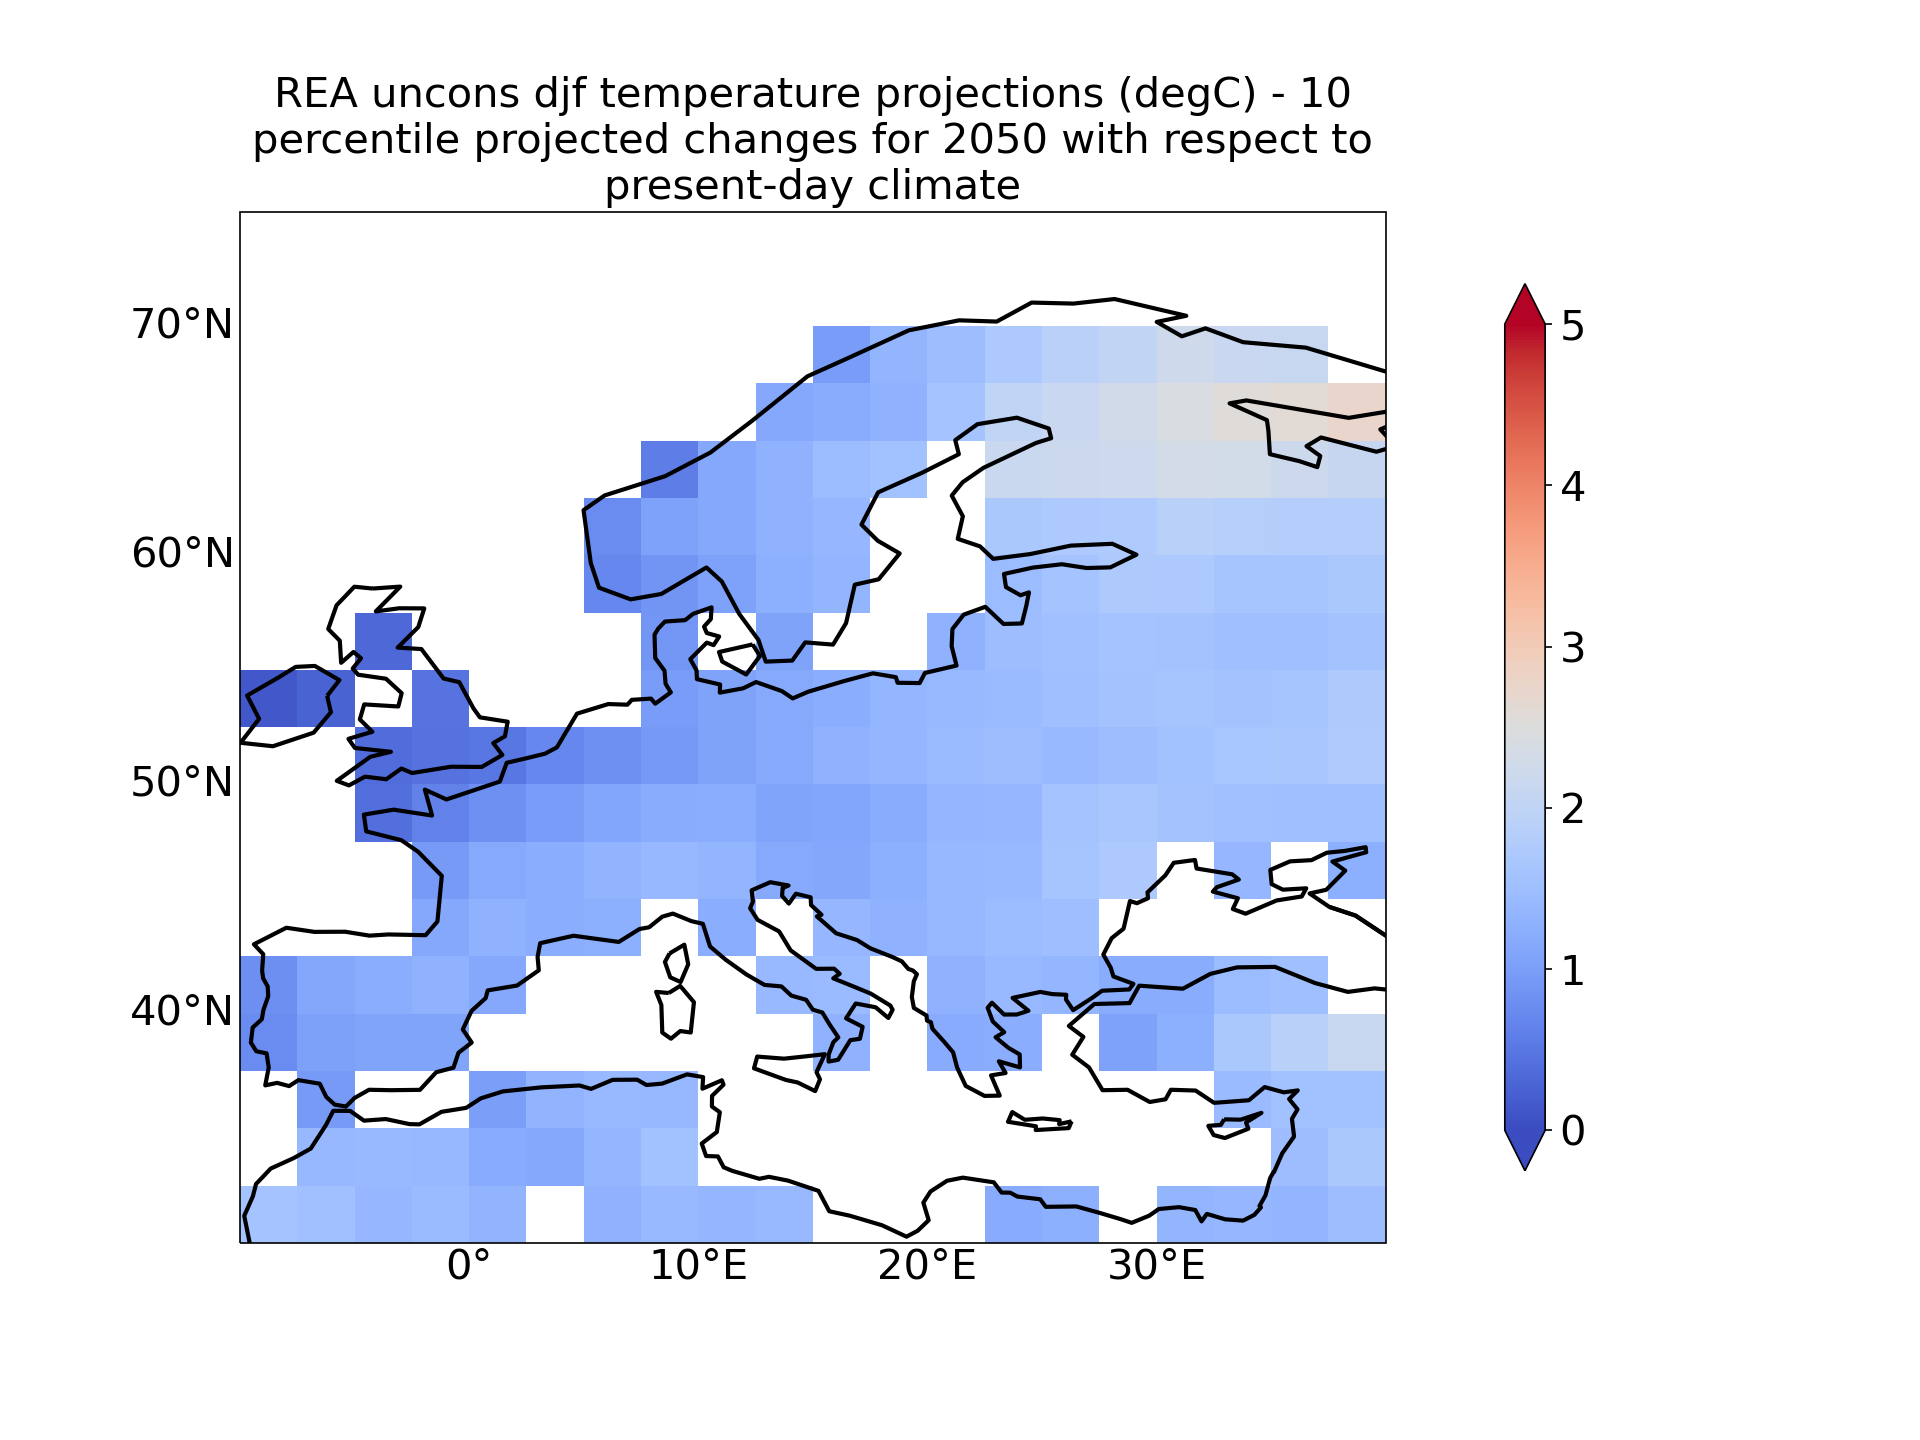 REA uncons djf temperature projections (degC) - 10
percentile projected changes for 2050 with respect to
present-day climate
70°N
60°N
50°N
40°N
0°
10°E
20°E
30°E
5
4
3
2
1
0